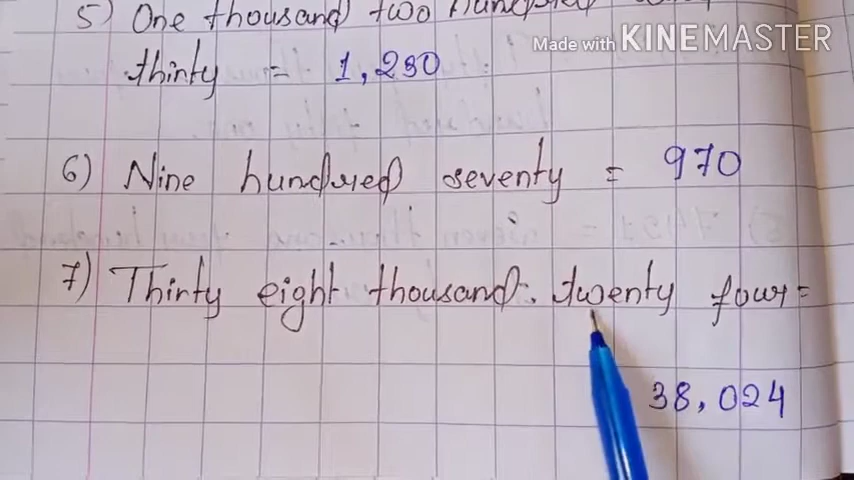 5) One thousand two hundred
Made with KINEMASTER
thirty = 1,230
6) Nine hundred seventy = 970
7) Thirty eight thousand. twenty four =
38,024